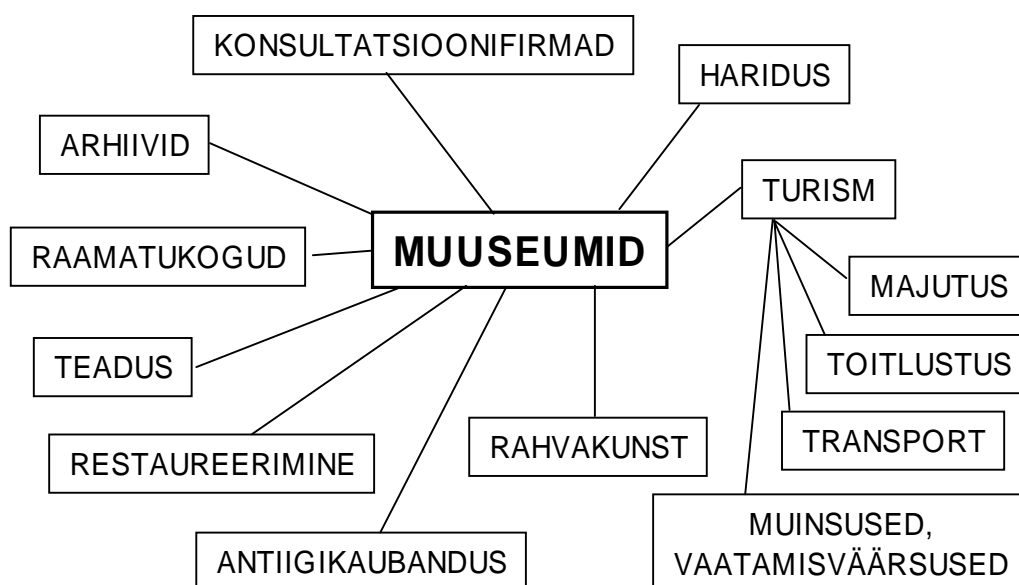 KONSULTATSIOONIFIRMAD
HARIDUS
ARHIIVID
TURISM
RAAMATUKOGUD
MUUSEUMID
MAJUTUS
TEADUS
TOITLUSTUS
RESTAUREERIMINE
RAHVAKUNST
TRANSPORT
ANTIIGIKAUBANDUS
MUINSUSED,
VAATAMISVÄÄRSUSED